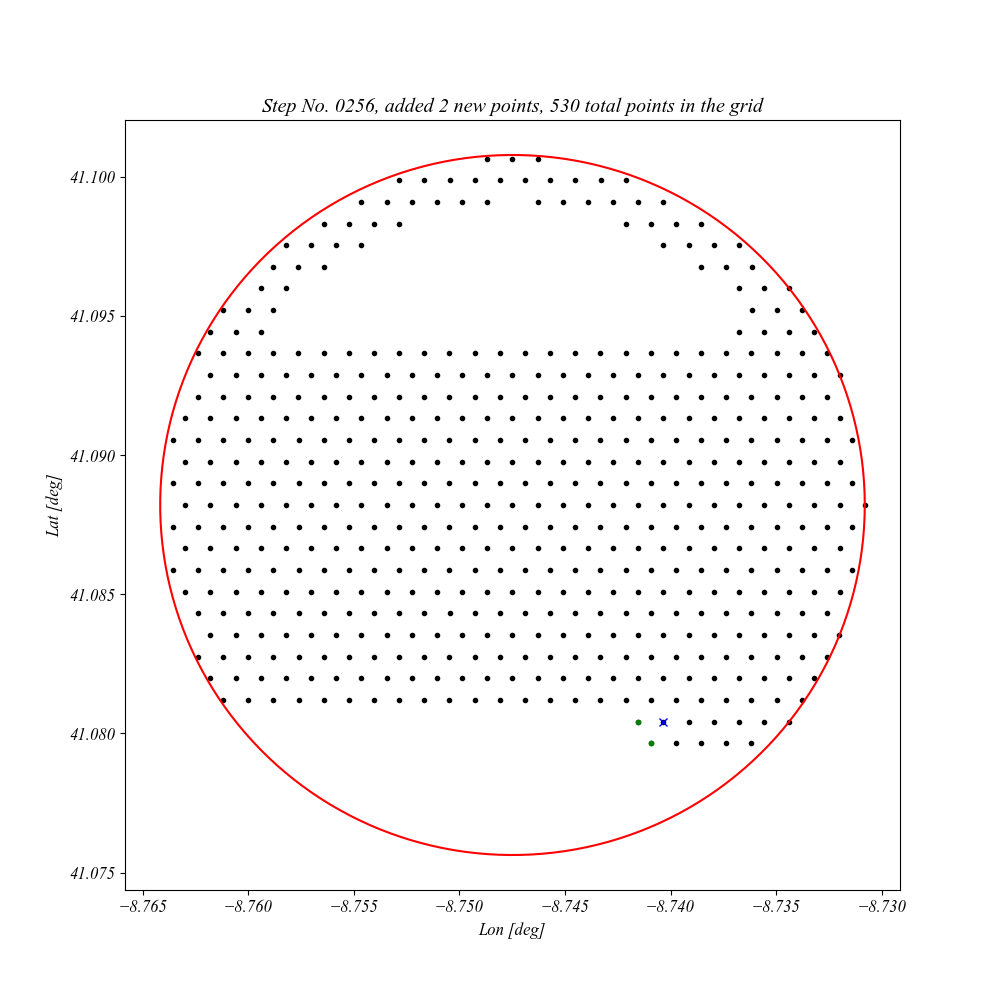 Step No. 0256, added 2 new points, 530 total points in the grid
41.100
41.095
41.090
41.085
41.080
41.075
Lat [deg]
−8.765 −8.760 −8.755 −8.750 −8.745 −8.740 −8.735 −8.730
Lon [deg]